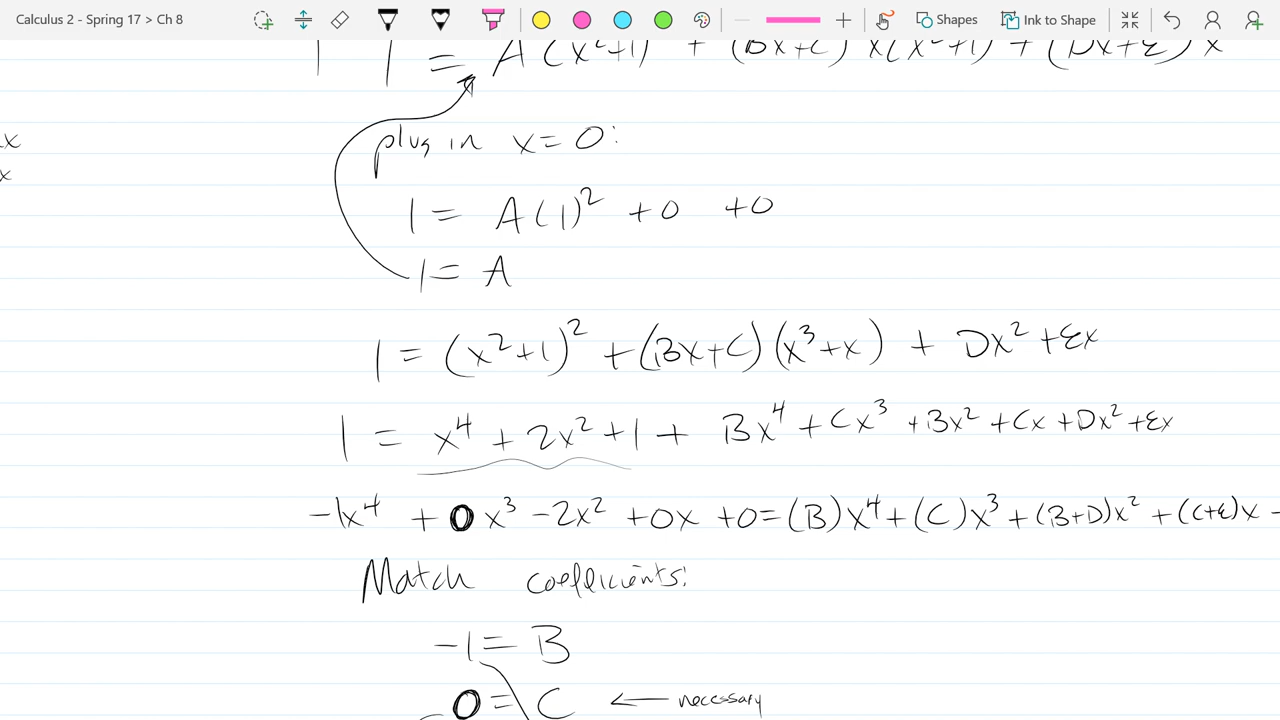 Calculus 2 - Spring 17 > Ch 8
Shapes
Ink to Shape
1 = A(x²+1)² + (Bx+C) x(x²+1) + (Dx+E) x
x
x
plug in x=0:
1 = A(1)² +0 +0
1 = A
1 = (x²+1)² + (Bx+C)(x³+x) + Dx² +Ex
1 = x⁴ + 2x² +1 + Bx⁴ + Cx³ +Bx² +Cx +Dx² +Ex
-1x⁴ + 0x³ -2x² +0x +0 = (B)x⁴ + (C)x³ + (B+D)x² + (C+E)x
Match coefficients:
-1 = B
0 = C ← necessary